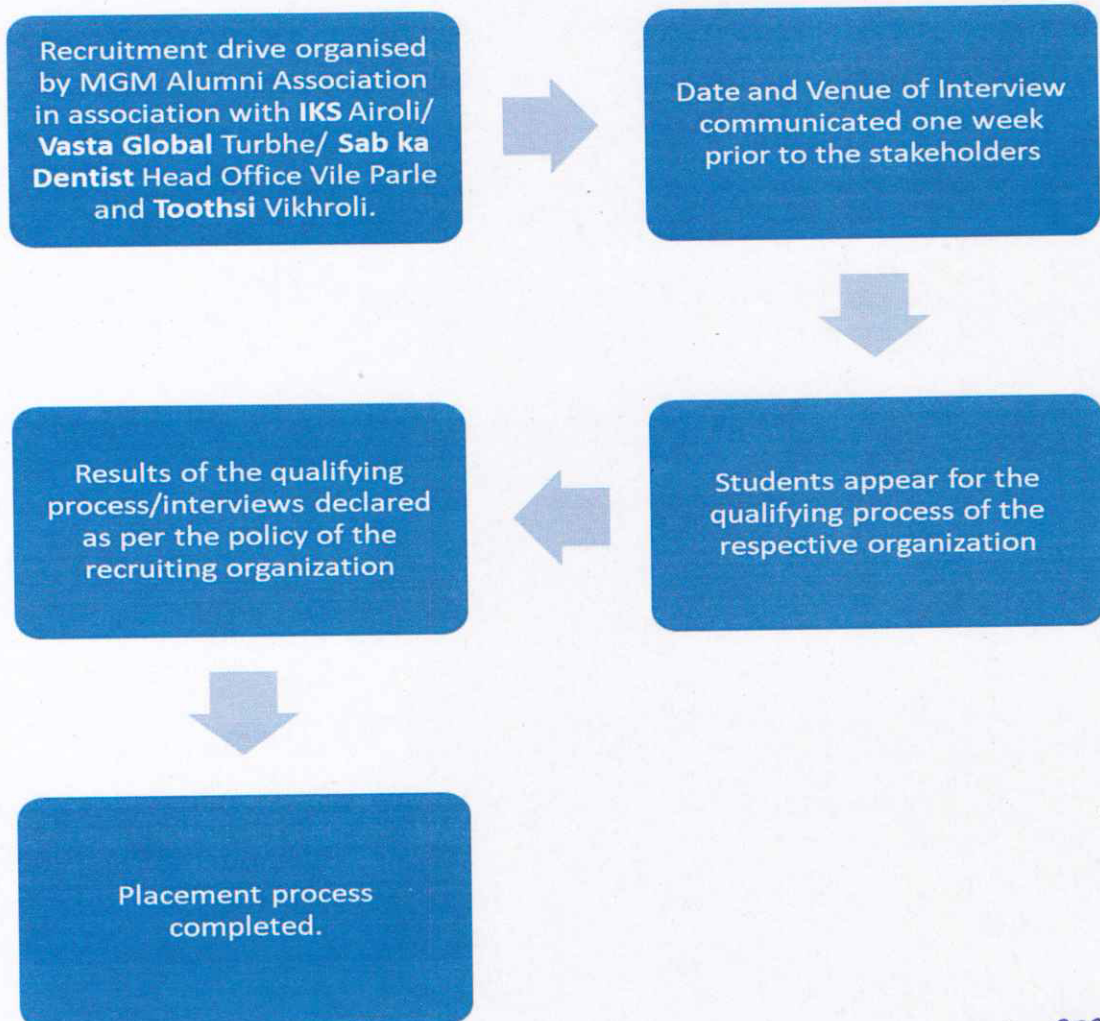 Recruitment drive organised
by MGM Alumni Association
in association with IKS Airoli/
Vasta Global Turbhe/ Sab ka
Dentist Head Office Vile Parle
and Toothsi Vikhroli.
Date and Venue of Interview
communicated one week
prior to the stakeholders
Students appear for the
qualifying process of the
respective organization
Results of the qualifying
process/interviews declared
as per the policy of the
recruiting organization
Placement process
completed.